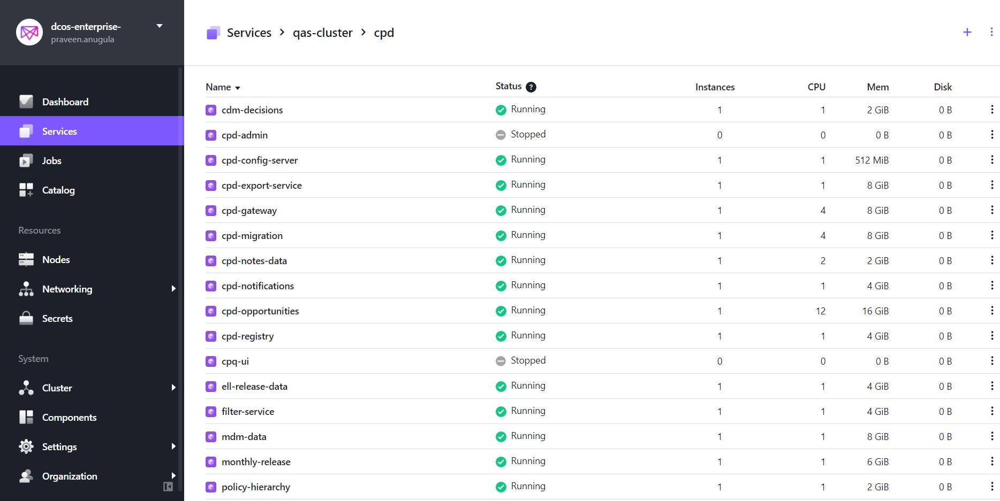 dcos-enterprise-
praveen.anugula
Dashboard
Services
Jobs
Catalog
Resources
Nodes
Networking
Secrets
System
Cluster
Components
Settings
Organization
Services > qas-cluster > cpd
Name Status ? Instances CPU Mem Disk
cdm-decisions Running 1 1 2 GiB 0 B
cpd-admin Stopped 0 0 0 B 0 B
cpd-config-server Running 1 1 512 MiB 0 B
cpd-export-service Running 1 1 8 GiB 0 B
cpd-gateway Running 1 4 8 GiB 0 B
cpd-migration Running 1 4 8 GiB 0 B
cpd-notes-data Running 1 2 2 GiB 0 B
cpd-notifications Running 1 1 4 GiB 0 B
cpd-opportunities Running 1 12 16 GiB 0 B
cpd-registry Running 1 1 4 GiB 0 B
cpq-ui Stopped 0 0 0 B 0 B
ell-release-data Running 1 1 4 GiB 0 B
filter-service Running 1 1 4 GiB 0 B
mdm-data Running 1 1 8 GiB 0 B
monthly-release Running 1 1 6 GiB 0 B
policy-hierarchy Running 1 1 2 GiB 0 B